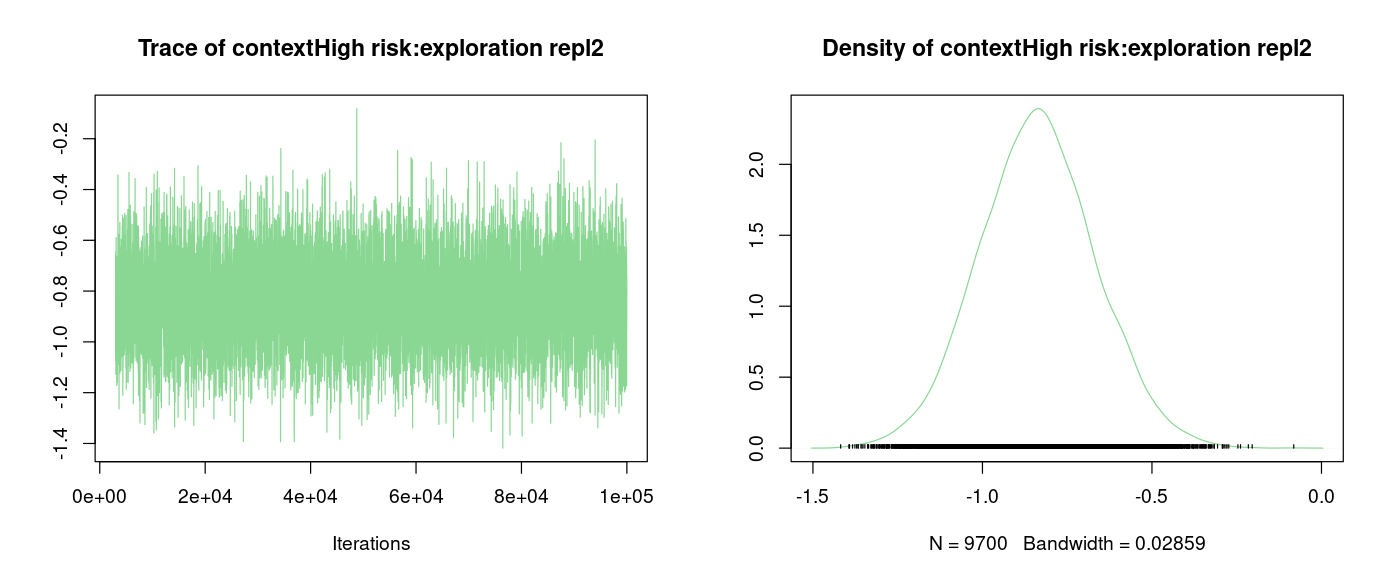 Trace of contextHigh risk:exploration repl2
-0.2
-0.4
-0.6
-0.8
-1.0
-1.2
-1.4
0e+00 2e+04 4e+04 6e+04 8e+04 1e+05
Iterations
Density of contextHigh risk:exploration repl2
2.0
1.5
1.0
0.5
0.0
-1.5 -1.0 -0.5 0.0
N = 9700 Bandwidth = 0.02859